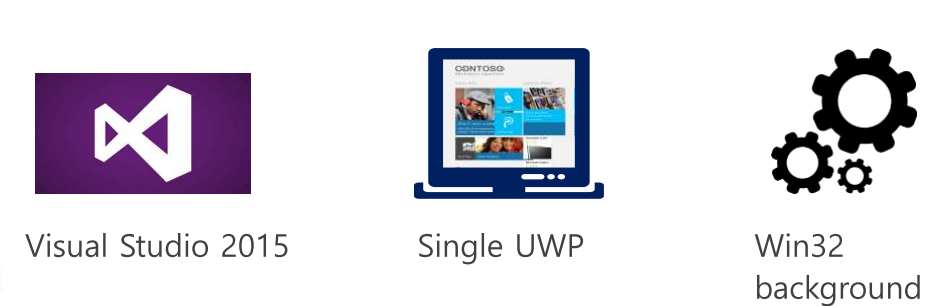 CONTOSO
Visual Studio 2015
Single UWP
Win32
background